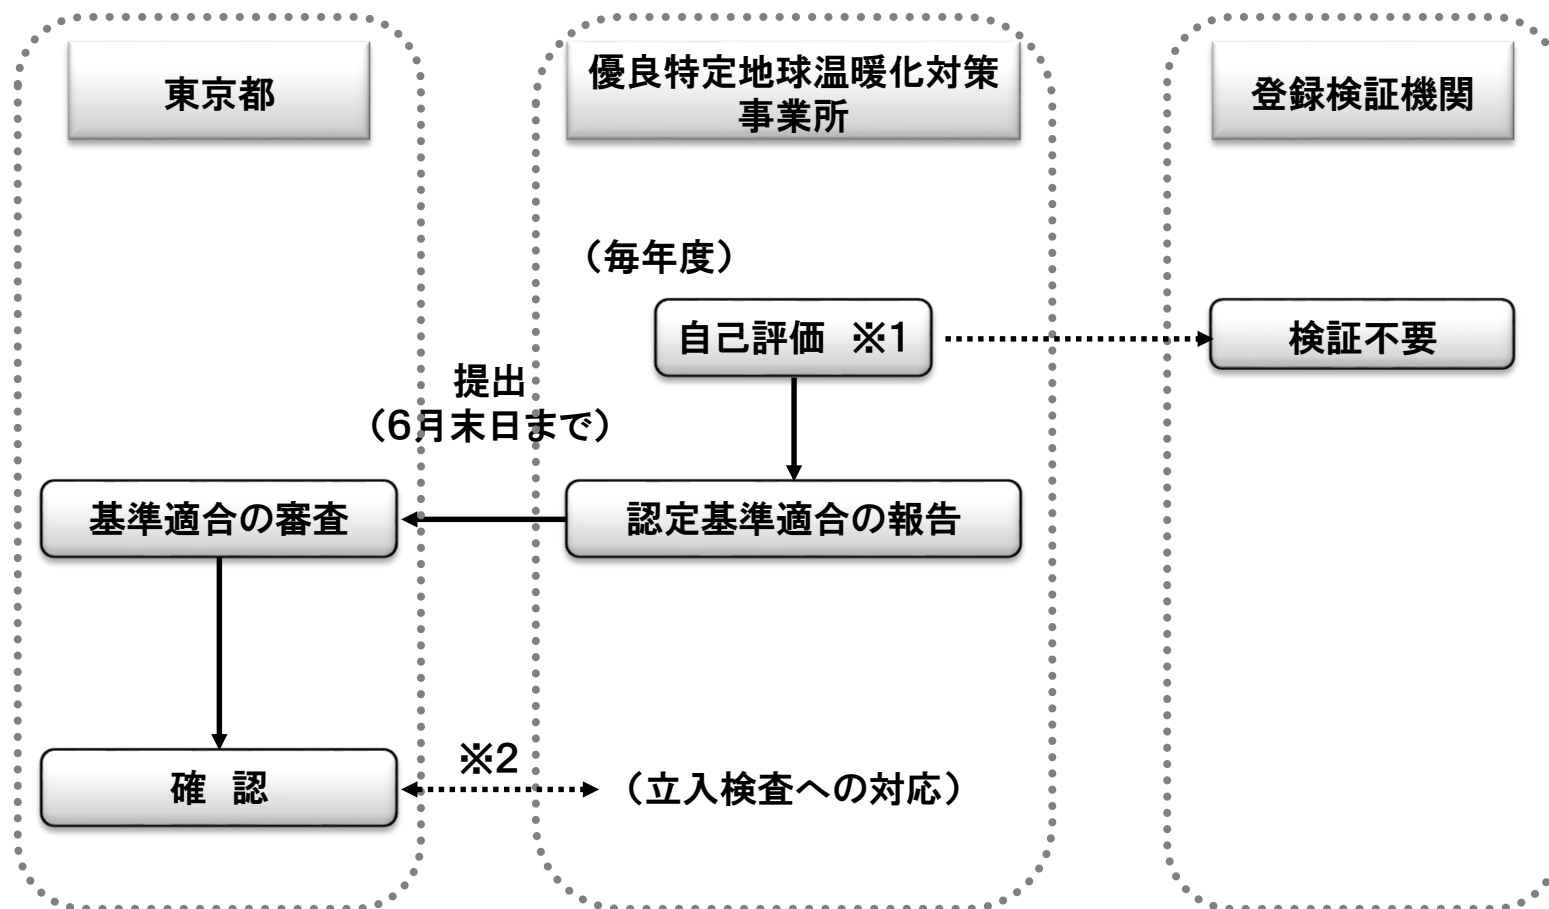 東京都
優良特定地球温暖化対策
事業所
登録検証機関
（毎年度）
自己評価　※1
検証不要
提出
（6月末日まで）
基準適合の審査
認定基準適合の報告
確　認
※2
（立入検査への対応）